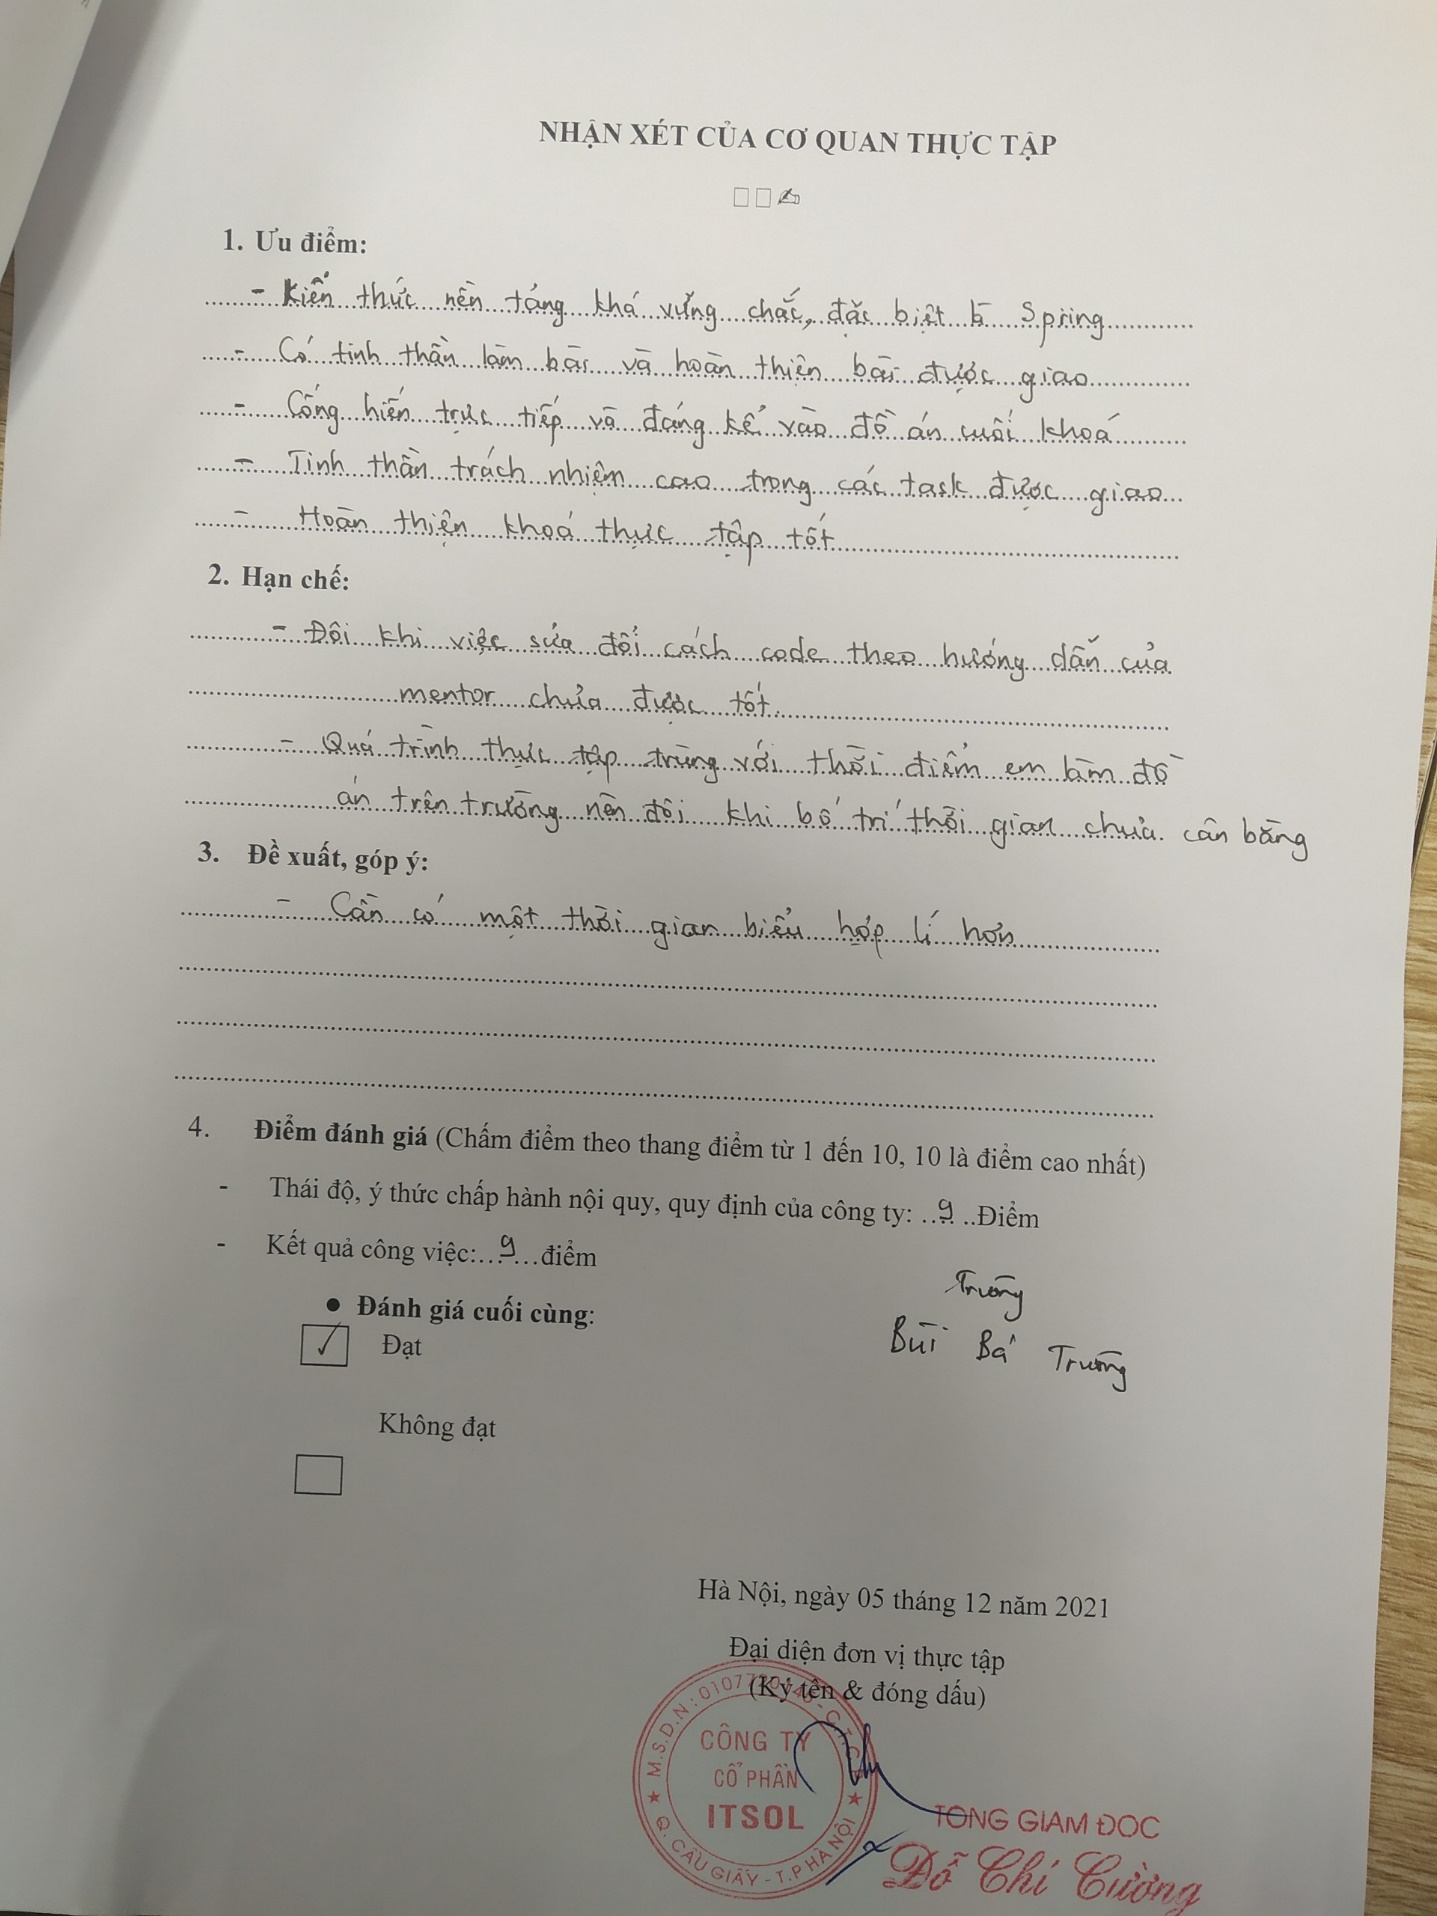 NHẬN XÉT CỦA CƠ QUAN THỰC TẬP
□□✍
1. Ưu điểm:
- Kiến thức nền tảng khá vững chắc, đặc biệt là Spring
- Có tinh thần làm bài và hoàn thiện bài được giao
- Cống hiến trực tiếp và đáng kể vào đồ án cuối khoá
- Tinh thần trách nhiệm cao trong các task được giao
- Hoàn thiện khoá thực tập tốt
2. Hạn chế:
- Đôi khi việc sửa đổi cách code theo hướng dẫn của
mentor chưa được tốt.
- Quá trình thực tập trùng với thời điểm em làm đồ
án trên trường nên đôi khi bố trí thời gian chưa cân bằng
3. Đề xuất, góp ý:
- Cần có một thời gian biểu hợp lí hơn
4. Điểm đánh giá (Chấm điểm theo thang điểm từ 1 đến 10, 10 là điểm cao nhất)
- Thái độ, ý thức chấp hành nội quy, quy định của công ty: ..9..Điểm
- Kết quả công việc:...9...điểm
Trường
Bùi Bá Trường
● Đánh giá cuối cùng:
✓ Đạt
Không đạt
Hà Nội, ngày 05 tháng 12 năm 2021
Đại diện đơn vị thực tập
(Ký tên & đóng dấu)
M.S.D.N: - C.T.C.P
CÔNG TY
CỔ PHẦN
ITSOL
Q. CẦU GIẤY - T.P HÀ NỘI
TỔNG GIÁM ĐỐC
Đỗ Chí Cường